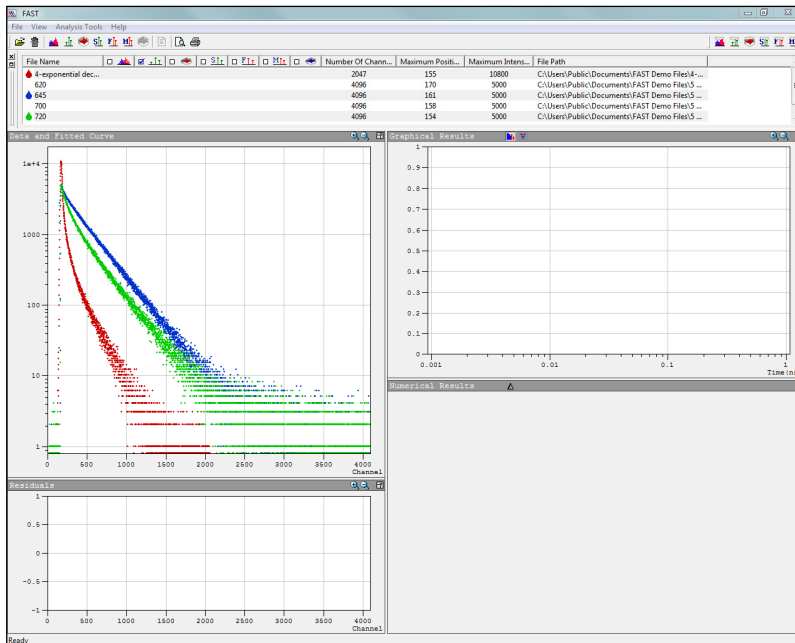 FAST
File View Analysis Tools Help
File Name Number Of Chann... Maximum Positi... Maximum Intens... File Path
4-exponential dec... 2047 155 10800 C:\Users\Public\Documents\FAST Demo Files\4-...
620 4096 170 5000 C:\Users\Public\Documents\FAST Demo Files\5 ...
645 4096 161 5000 C:\Users\Public\Documents\FAST Demo Files\5 ...
700 4096 158 5000 C:\Users\Public\Documents\FAST Demo Files\5 ...
720 4096 154 5000 C:\Users\Public\Documents\FAST Demo Files\5 ...
Data and Fitted Curve
1e+4
1000
100
10
1
0 500 1000 1500 2000 2500 3000 3500 4000
Channel
Residuals
1
0.5
0
-0.5
-1
0 500 1000 1500 2000 2500 3000 3500 4000
Channel
Graphical Results
1
0.9
0.8
0.7
0.6
0.5
0.4
0.3
0.2
0.1
0
0.001 0.01 0.1 1
Numerical Results
Ready